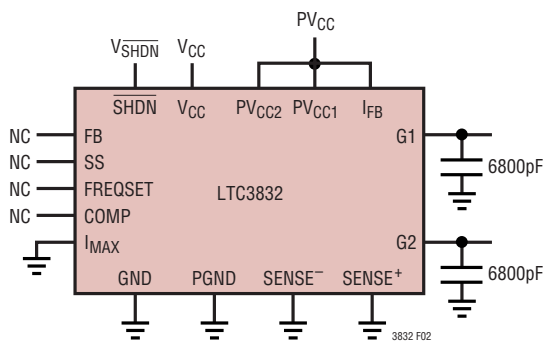 PVCC
VSHDN VCC
SHDN VCC PVCC2 PVCC1 IFB
NC FB G1
NC SS 6800pF
NC FREQSET LTC3832
NC COMP
IMAX G2
GND PGND SENSE− SENSE+ 6800pF
3832 F02